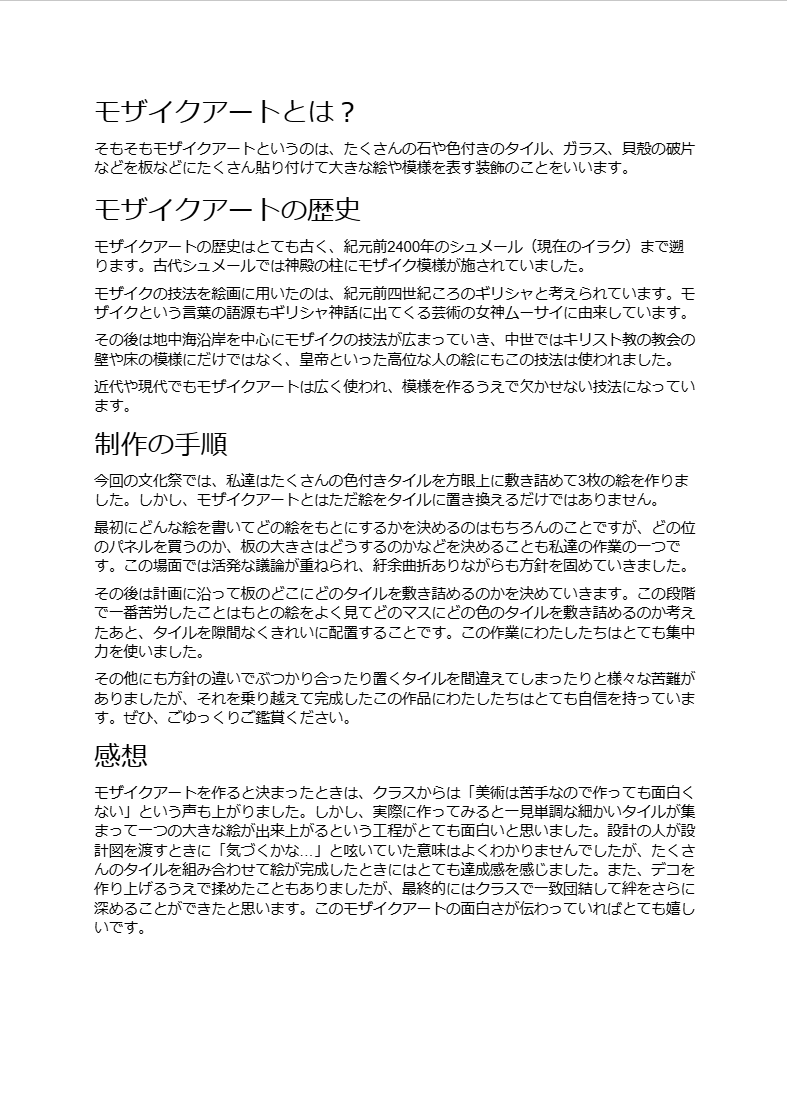 モザイクアートとは？
そもそもモザイクアートというのは、たくさんの石や色付きのタイル、ガラス、貝殻の破片
などを板などにたくさん貼り付けて大きな絵や模様を表す装飾のことをいいます。
モザイクアートの歴史
モザイクアートの歴史はとても古く、紀元前2400年のシュメール（現在のイラク）まで遡
ります。古代シュメールでは神殿の柱にモザイク模様が施されていました。
モザイクの技法を絵画に用いたのは、紀元前四世紀ころのギリシャと考えられています。モ
ザイクという言葉の語源もギリシャ神話に出てくる芸術の女神ムーサイに由来しています。
その後は地中海沿岸を中心にモザイクの技法が広まっていき、中世ではキリスト教の教会の
壁や床の模様にだけではなく、皇帝といった高位な人の絵にもこの技法は使われました。
近代や現代でもモザイクアートは広く使われ、模様を作るうえで欠かせない技法になってい
ます。
制作の手順
今回の文化祭では、私達はたくさんの色付きタイルを方眼上に敷き詰めて3枚の絵を作りま
した。しかし、モザイクアートとはただ絵をタイルに置き換えるだけではありません。
最初にどんな絵を書いてどの絵をもとにするかを決めるのはもちろんのことですが、どの位
のパネルを買うのか、板の大きさはどうするのかなどを決めることも私達の作業の一つで
す。この場面では活発な議論が重ねられ、紆余曲折ありながらも方針を固めていきました。
その後は計画に沿って板のどこにどのタイルを敷き詰めるのかを決めていきます。この段階
で一番苦労したことはもとの絵をよく見てどのマスにどの色のタイルを敷き詰めるのか考え
たあと、タイルを隙間なくきれいに配置することです。この作業にわたしたちはとても集中
力を使いました。
その他にも方針の違いでぶつかり合ったり置くタイルを間違えてしまったりと様々な苦難が
ありましたが、それを乗り越えて完成したこの作品にわたしたちはとても自信を持っていま
す。ぜひ、ごゆっくりご鑑賞ください。
感想
モザイクアートを作ると決まったときは、クラスからは「美術は苦手なので作っても面白く
ない」という声も上がりました。しかし、実際に作ってみると一見単調な細かいタイルが集
まって一つの大きな絵が出来上がるという工程がとても面白いと思いました。設計の人が設
計図を渡すときに「気づくかな…」と呟いていた意味はよくわかりませんでしたが、たくさ
んのタイルを組み合わせて絵が完成したときにはとても達成感を感じました。また、デコを
作り上げるうえで揉めたこともありましたが、最終的にはクラスで一致団結して絆をさらに
深めることができたと思います。このモザイクアートの面白さが伝わっていればとても嬉し
いです。